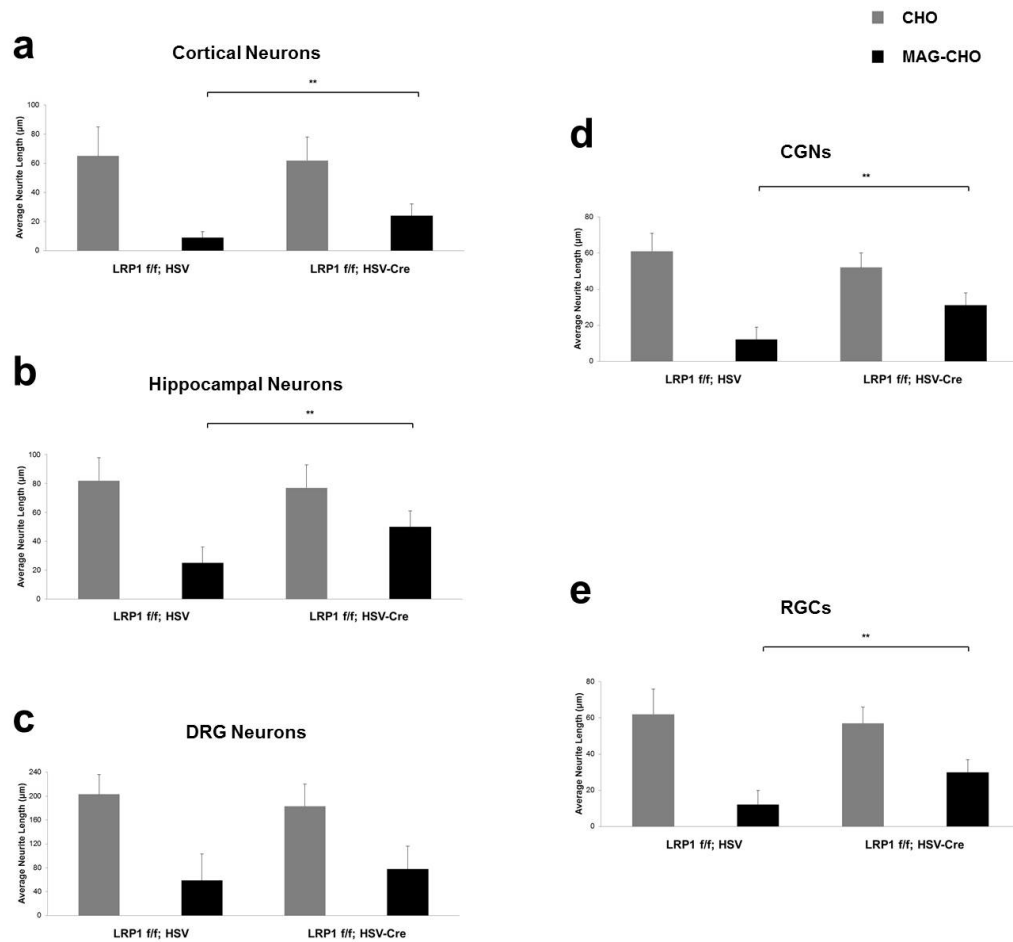 CHO
MAG-CHO
a
Cortical Neurons
**
Average Neurite Length (µm)
100
80
60
40
20
0
LRP1 f/f; HSV
LRP1 f/f; HSV-Cre
b
Hippocampal Neurons
**
Average Neurite Length (µm)
100
80
60
40
20
0
LRP1 f/f; HSV
LRP1 f/f; HSV-Cre
c
DRG Neurons
Average Neurite Length (µm)
240
200
160
120
80
40
0
LRP1 f/f; HSV
LRP1 f/f; HSV-Cre
d
CGNs
**
Average Neurite Length (µm)
80
60
40
20
0
LRP1 f/f; HSV
LRP1 f/f; HSV-Cre
e
RGCs
**
Average Neurite Length (µm)
80
60
40
20
0
LRP1 f/f; HSV
LRP1 f/f; HSV-Cre